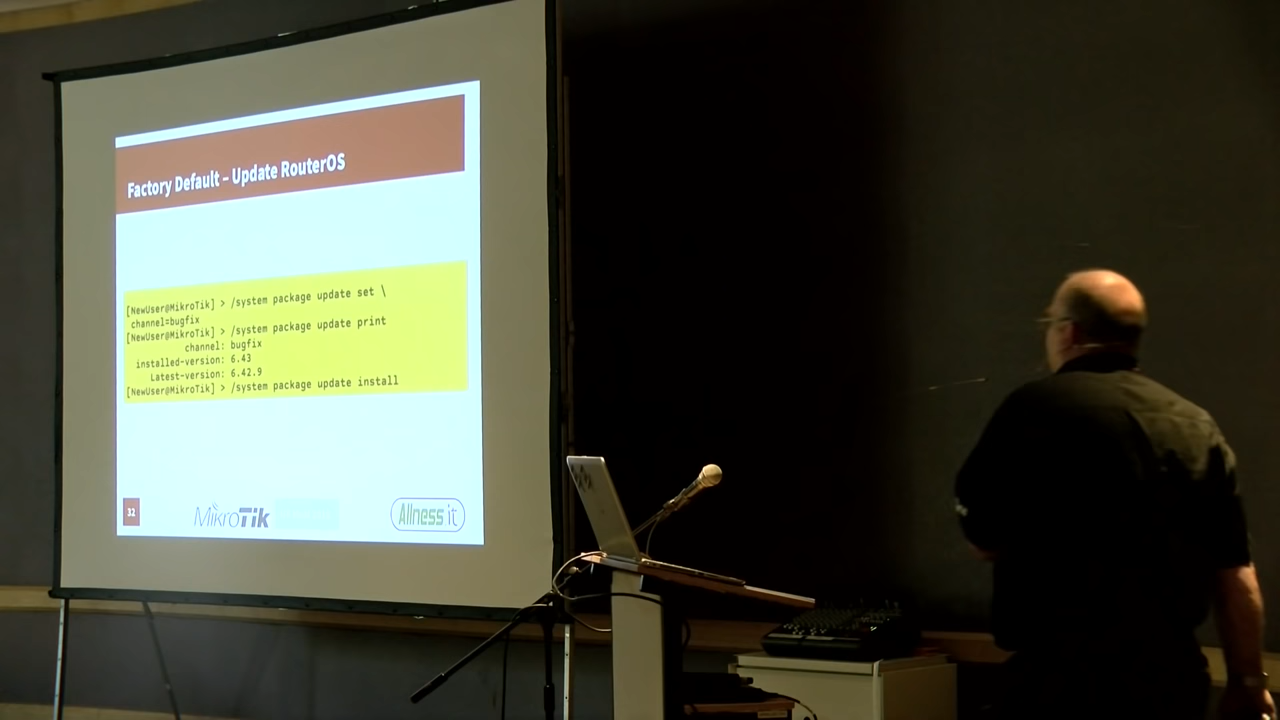 Factory Default – Update RouterOS
[NewUser@MikroTik] > /system package update set \
channel=bugfix
[NewUser@MikroTik] > /system package update print
channel: bugfix
installed-version: 6.43
Latest-version: 6.42.9
[NewUser@MikroTik] > /system package update install
32
MikroTik
Allness it